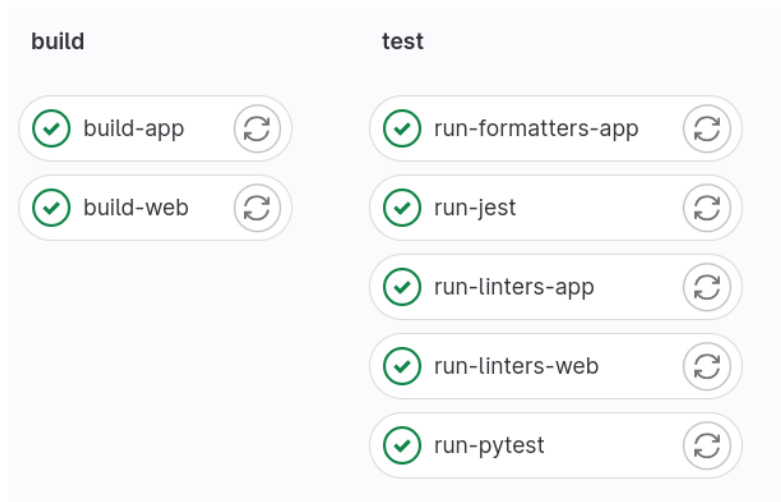 build
build-app
build-web
test
run-formatters-app
run-jest
run-linters-app
run-linters-web
run-pytest